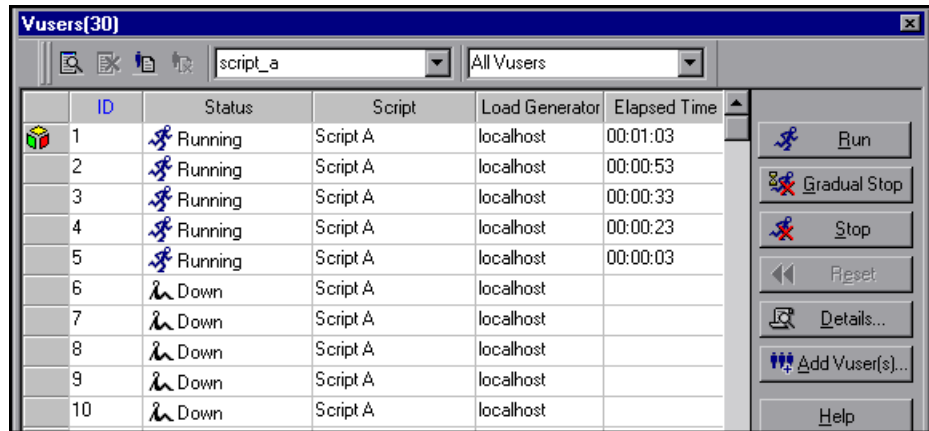 Vusers(30)
script_a All Vusers
ID Status Script Load Generator Elapsed Time
1 Running Script A localhost 00:01:03
2 Running Script A localhost 00:00:53
3 Running Script A localhost 00:00:33
4 Running Script A localhost 00:00:23
5 Running Script A localhost 00:00:03
6 Down Script A localhost
7 Down Script A localhost
8 Down Script A localhost
9 Down Script A localhost
10 Down Script A localhost
Run
Gradual Stop
Stop
Reset
Details...
Add Vuser(s)...
Help